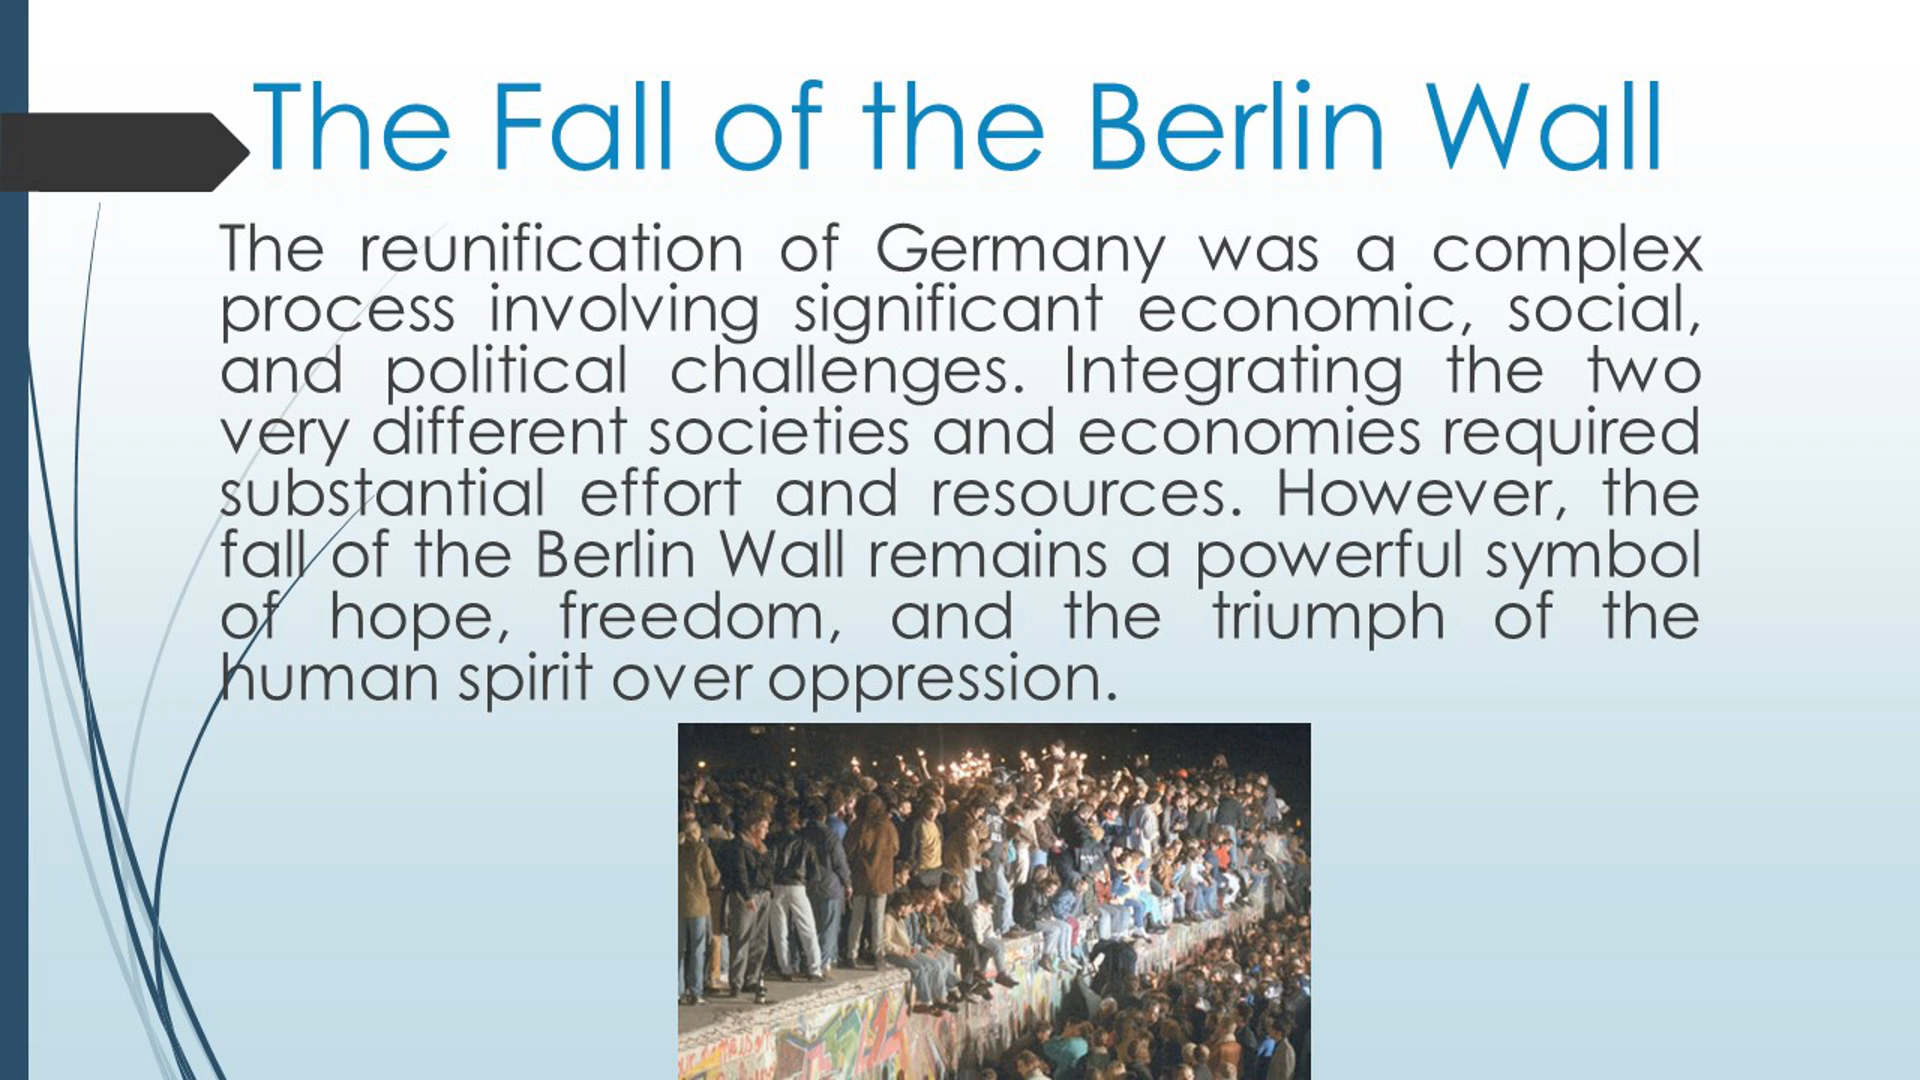 The Fall of the Berlin Wall
The reunification of Germany was a complex
process involving significant economic, social,
and political challenges. Integrating the two
very different societies and economies required
substantial effort and resources. However, the
fall of the Berlin Wall remains a powerful symbol
of hope, freedom, and the triumph of the
human spirit over oppression.